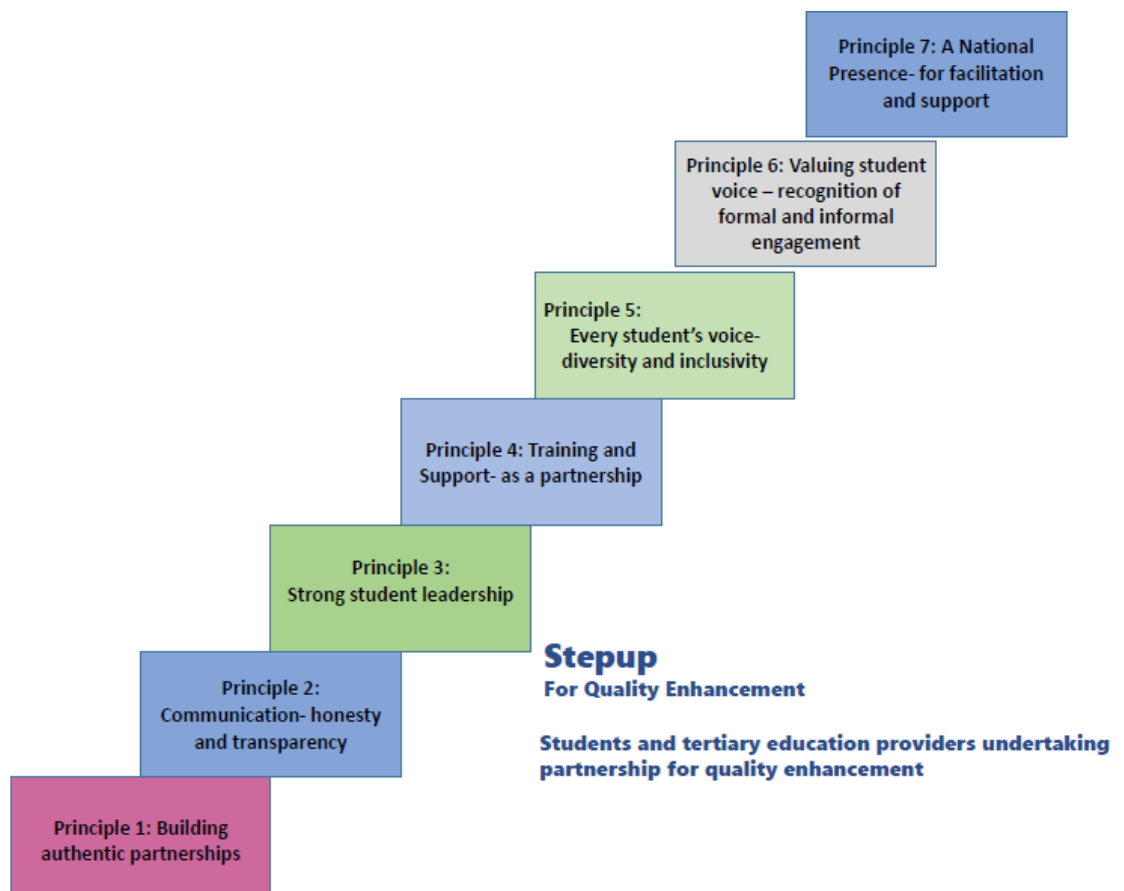 Principle 7: A National
Presence- for facilitation
and support
Principle 6: Valuing student
voice – recognition of
formal and informal
engagement
Principle 5:
Every student’s voice-
diversity and inclusivity
Principle 4: Training and
Support- as a partnership
Principle 3:
Strong student leadership
Stepup
For Quality Enhancement
Students and tertiary education providers undertaking
partnership for quality enhancement
Principle 2:
Communication- honesty
and transparency
Principle 1: Building
authentic partnerships